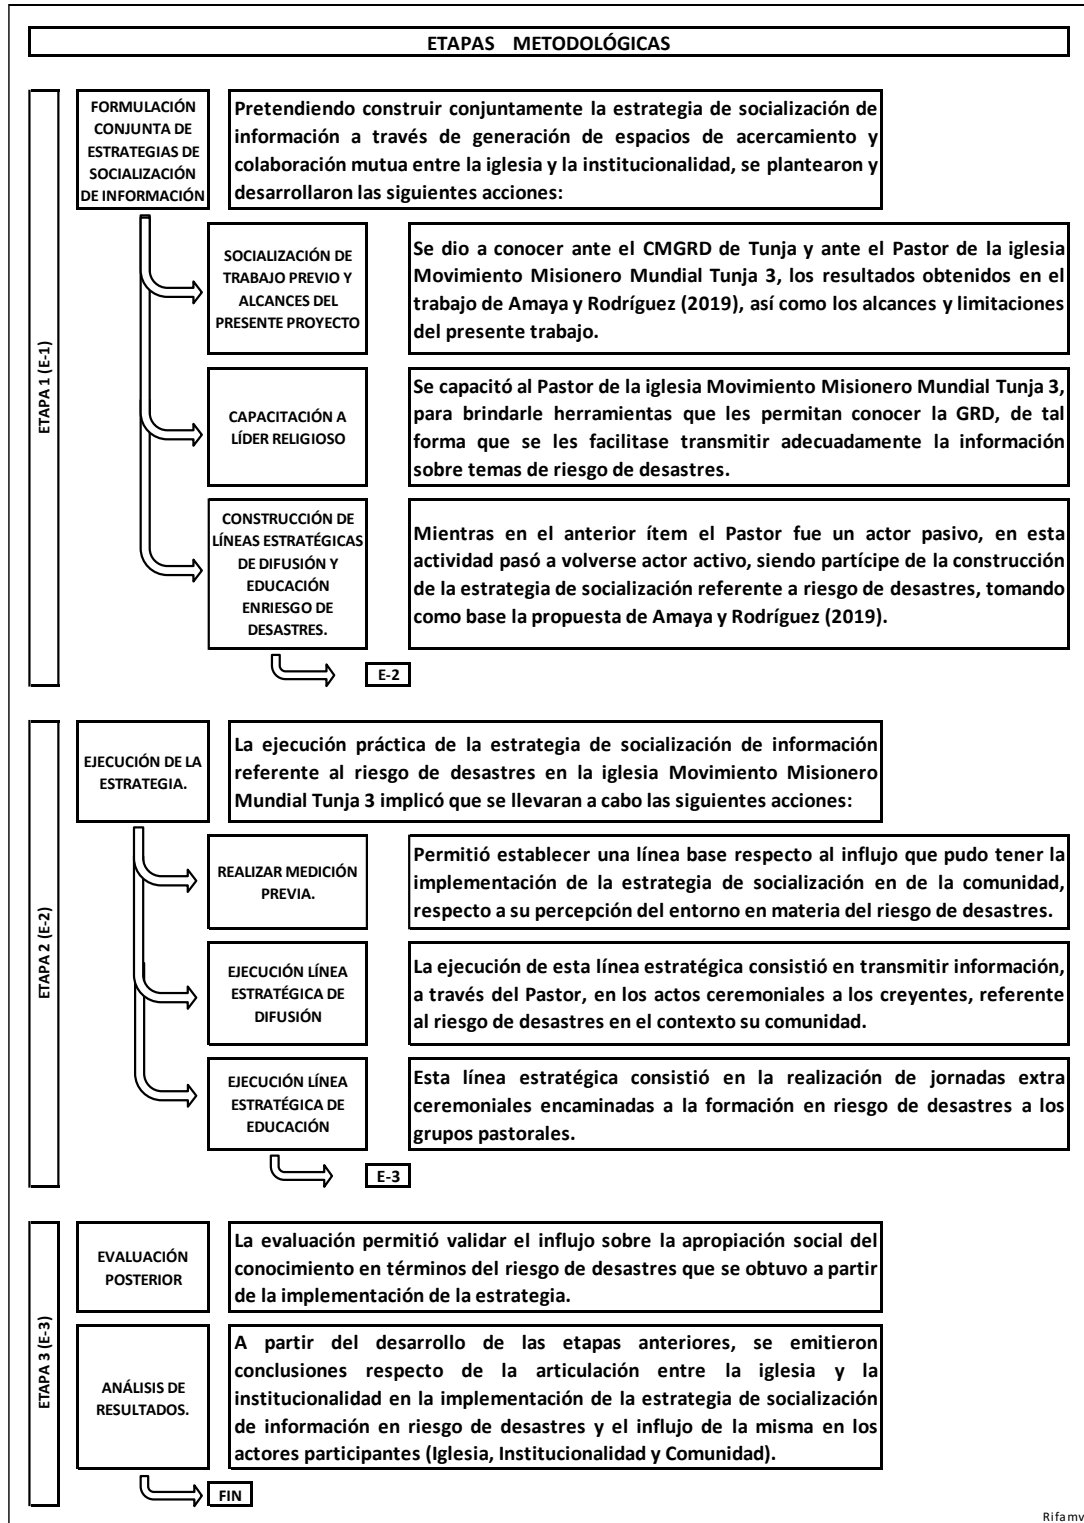 ETAPAS METODOLÓGICAS
ETAPA 1 (E-1)
FORMULACIÓN
CONJUNTA DE
ESTRATEGIAS DE
SOCIALIZACIÓN
DE INFORMACIÓN
Pretendiendo construir conjuntamente la estrategia de socialización de
información a través de generación de espacios de acercamiento y
colaboración mutua entre la iglesia y la institucionalidad, se plantearon y
desarrollaron las siguientes acciones:
SOCIALIZACIÓN DE
TRABAJO PREVIO Y
ALCANCES DEL
PRESENTE PROYECTO
Se dio a conocer ante el CMGRD de Tunja y ante el Pastor de la iglesia
Movimiento Misionero Mundial Tunja 3, los resultados obtenidos en el
trabajo de Amaya y Rodríguez (2019), así como los alcances y limitaciones
del presente trabajo.
CAPACITACIÓN A
LÍDER RELIGIOSO
Se capacitó al Pastor de la iglesia Movimiento Misionero Mundial Tunja 3,
para brindarle herramientas que les permitan conocer la GRD, de tal
forma que se les facilitase transmitir adecuadamente la información
sobre temas de riesgo de desastres.
CONSTRUCCIÓN DE
LÍNEAS ESTRATÉGICAS
DE DIFUSIÓN Y
EDUCACIÓN
ENRIESGO DE
DESASTRES.
Mientras en el anterior ítem el Pastor fue un actor pasivo, en esta
actividad pasó a volverse actor activo, siendo partícipe de la construcción
de la estrategia de socialización referente a riesgo de desastres, tomando
como base la propuesta de Amaya y Rodríguez (2019).
E-2
ETAPA 2 (E-2)
EJECUCIÓN DE LA
ESTRATEGIA.
La ejecución práctica de la estrategia de socialización de información
referente al riesgo de desastres en la iglesia Movimiento Misionero
Mundial Tunja 3 implicó que se llevaran a cabo las siguientes acciones:
REALIZAR MEDICIÓN
PREVIA.
Permitió establecer una línea base respecto al influjo que pudo tener la
implementación de la estrategia de socialización en de la comunidad,
respecto a su percepción del entorno en materia del riesgo de desastres.
EJECUCIÓN LÍNEA
ESTRATÉGICA DE
DIFUSIÓN
La ejecución de esta línea estratégica consistió en transmitir información,
a través del Pastor, en los actos ceremoniales a los creyentes, referente
al riesgo de desastres en el contexto su comunidad.
EJECUCIÓN LÍNEA
ESTRATÉGICA DE
EDUCACIÓN
Esta línea estratégica consistió en la realización de jornadas extra
ceremoniales encaminadas a la formación en riesgo de desastres a los
grupos pastorales.
E-3
ETAPA 3 (E-3)
EVALUACIÓN
POSTERIOR
La evaluación permitió validar el influjo sobre la apropiación social del
conocimiento en términos del riesgo de desastres que se obtuvo a partir
de la implementación de la estrategia.
ANÁLISIS DE
RESULTADOS.
A partir del desarrollo de las etapas anteriores, se emitieron
conclusiones respecto de la articulación entre la iglesia y la
institucionalidad en la implementación de la estrategia de socialización
de información en riesgo de desastres y el influjo de la misma en los
actores participantes (Iglesia, Institucionalidad y Comunidad).
FIN
Rifamv